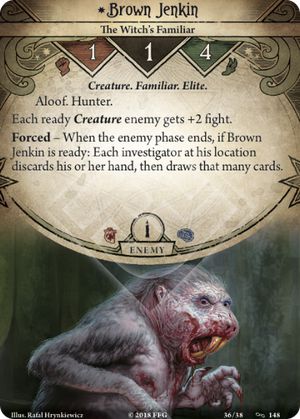 *Brown Jenkin
The Witch's Familiar
1 1 4
Creature. Familiar. Elite.
Aloof. Hunter.
Each ready Creature enemy gets +2 fight.
Forced – When the enemy phase ends, if Brown
Jenkin is ready: Each investigator at his location
discards his or her hand, then draws that many cards.
ENEMY
Illus. Rafał Hrynkiewicz
© 2018 FFG
36/38
148